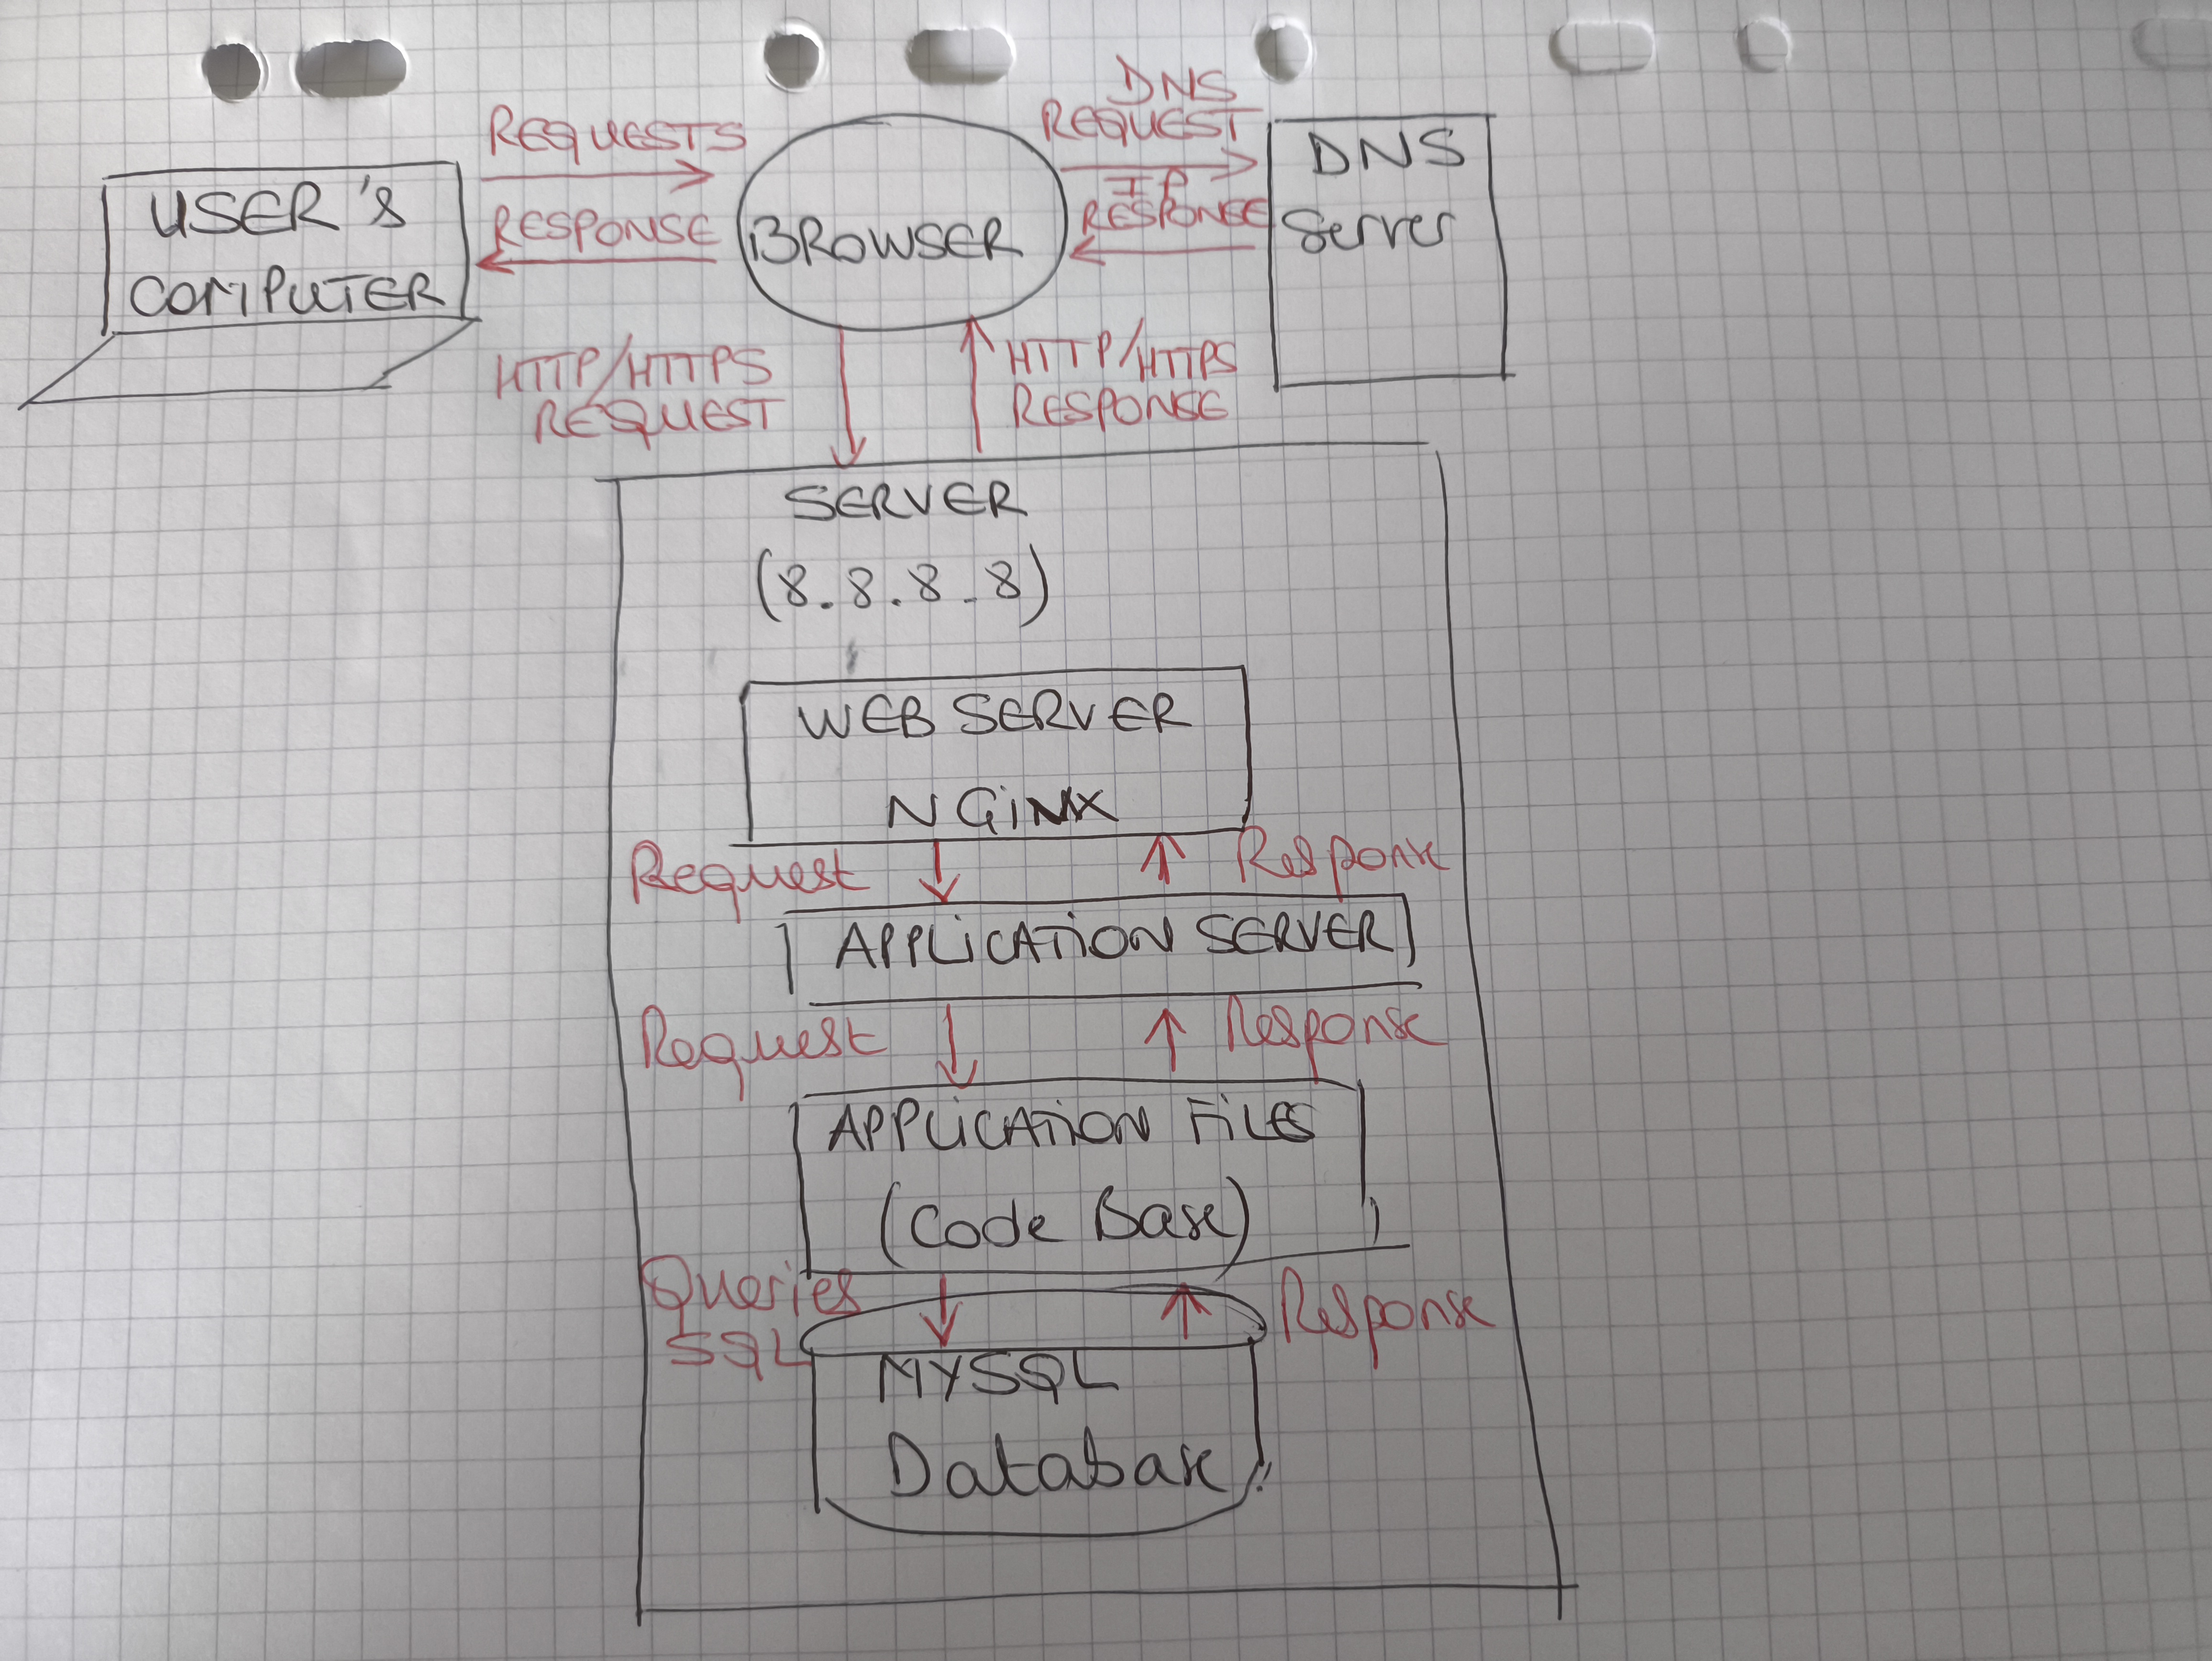 DNS
REQUESTS
REQUEST
USER'S
COMPUTER
RESPONSE
BROWSER
IP
RESPONSE
DNS
Server
HTTP/HTTPS
REQUEST
HTTP/HTTPS
RESPONSE
SERVER
(8.8.8.8)
WEB SERVER
NGiNX
Request
Response
APPLiCATiON SERVER
Request
Response
APPLiCATiON FiLES
(Code Base)
Queries
SQL
Response
MYSQL
Database